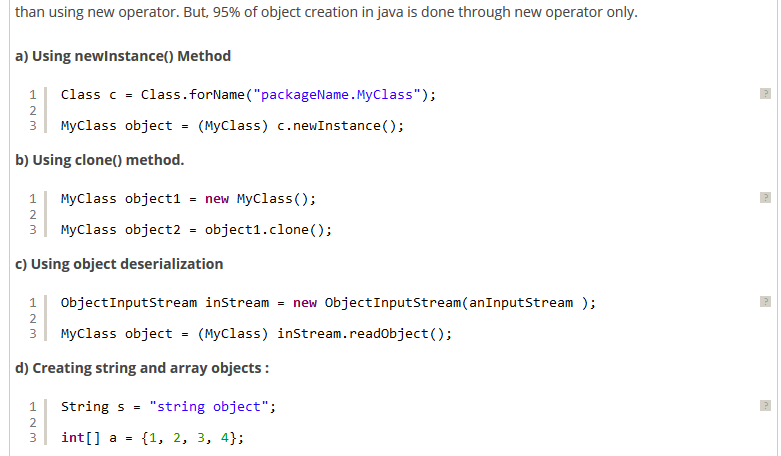 than using new operator. But, 95% of object creation in java is done through new operator only.
a) Using newInstance() Method
1 Class c = Class.forName("packageName.MyClass"); ?
2
3 MyClass object = (MyClass) c.newInstance();
b) Using clone() method.
1 MyClass object1 = new MyClass(); ?
2
3 MyClass object2 = object1.clone();
c) Using object deserialization
1 ObjectInputStream inStream = new ObjectInputStream(anInputStream ); ?
2
3 MyClass object = (MyClass) inStream.readObject();
d) Creating string and array objects :
1 String s = "string object"; ?
2
3 int[] a = {1, 2, 3, 4};